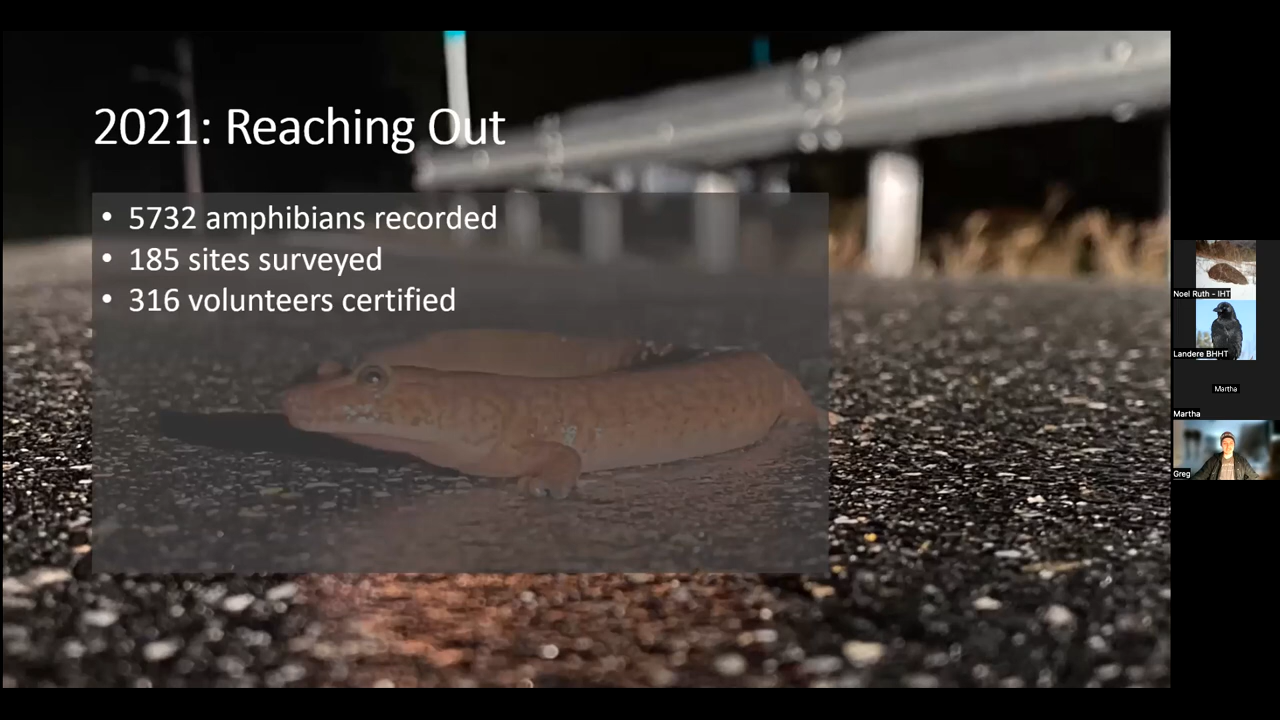 2021: Reaching Out
• 5732 amphibians recorded
• 185 sites surveyed
• 316 volunteers certified
Noel Ruth - IHT
Landere BHHT
Martha
Martha
Greg